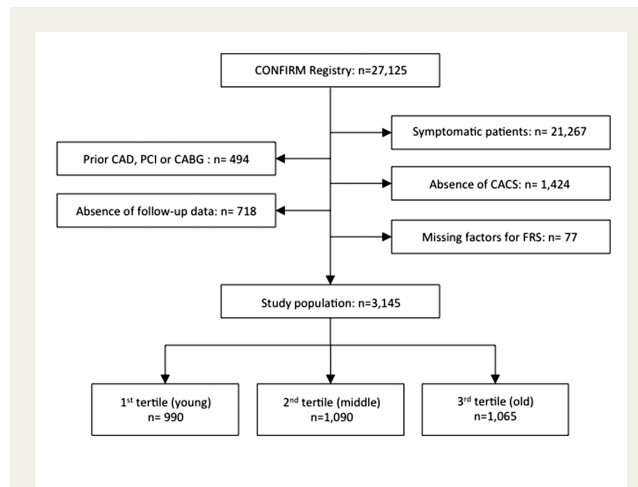 CONFIRM Registry: n=27,125
Symptomatic patients: n= 21,267
Prior CAD, PCI or CABG : n= 494
Absence of CACS: n= 1,424
Absence of follow-up data: n= 718
Missing factors for FRS: n= 77
Study population: n=3,145
1st tertile (young)
n= 990
2nd tertile (middle)
n=1,090
3rd tertile (old)
n=1,065